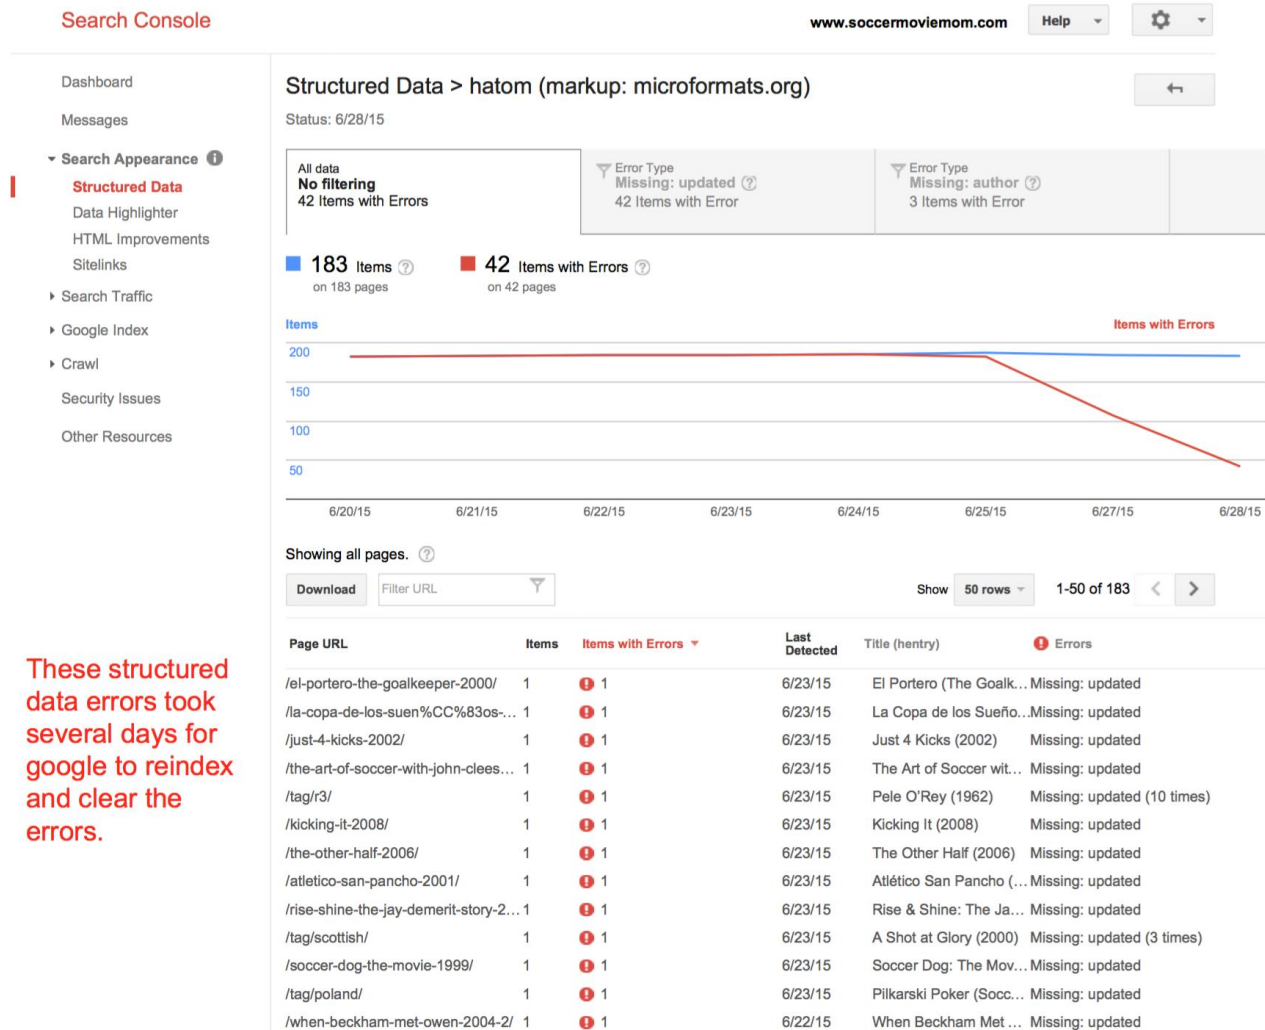 Search Console
www.soccermoviemom.com
Help
Dashboard
Messages
Search Appearance
Structured Data
Data Highlighter
HTML Improvements
Sitelinks
Search Traffic
Google Index
Crawl
Security Issues
Other Resources
Structured Data > hatom (markup: microformats.org)
Status: 6/28/15
All data
No filtering
42 Items with Errors
Error Type
Missing: updated
42 Items with Error
Error Type
Missing: author
3 Items with Error
183 Items
on 183 pages
42 Items with Errors
on 42 pages
Items Items with Errors
200
150
100
50
6/20/15 6/21/15 6/22/15 6/23/15 6/24/15 6/25/15 6/27/15 6/28/15
Showing all pages.
Download Filter URL Show 50 rows 1-50 of 183
Page URL Items Items with Errors Last Detected Title (hentry) Errors
/el-portero-the-goalkeeper-2000/ 1 1 6/23/15 El Portero (The Goalk... Missing: updated
/la-copa-de-los-suen%CC%83os-... 1 1 6/23/15 La Copa de los Sueño... Missing: updated
/just-4-kicks-2002/ 1 1 6/23/15 Just 4 Kicks (2002) Missing: updated
/the-art-of-soccer-with-john-clees... 1 1 6/23/15 The Art of Soccer wit... Missing: updated
/tag/r3/ 1 1 6/23/15 Pele O'Rey (1962) Missing: updated (10 times)
/kicking-it-2008/ 1 1 6/23/15 Kicking It (2008) Missing: updated
/the-other-half-2006/ 1 1 6/23/15 The Other Half (2006) Missing: updated
/atletico-san-pancho-2001/ 1 1 6/23/15 Atlético San Pancho (... Missing: updated
/rise-shine-the-jay-demerit-story-2... 1 1 6/23/15 Rise & Shine: The Ja... Missing: updated
/tag/scottish/ 1 1 6/23/15 A Shot at Glory (2000) Missing: updated (3 times)
/soccer-dog-the-movie-1999/ 1 1 6/23/15 Soccer Dog: The Mov... Missing: updated
/tag/poland/ 1 1 6/23/15 Pilkarski Poker (Socc... Missing: updated
/when-beckham-met-owen-2004-2/ 1 1 6/22/15 When Beckham Met ... Missing: updated
These structured
data errors took
several days for
google to reindex
and clear the
errors.